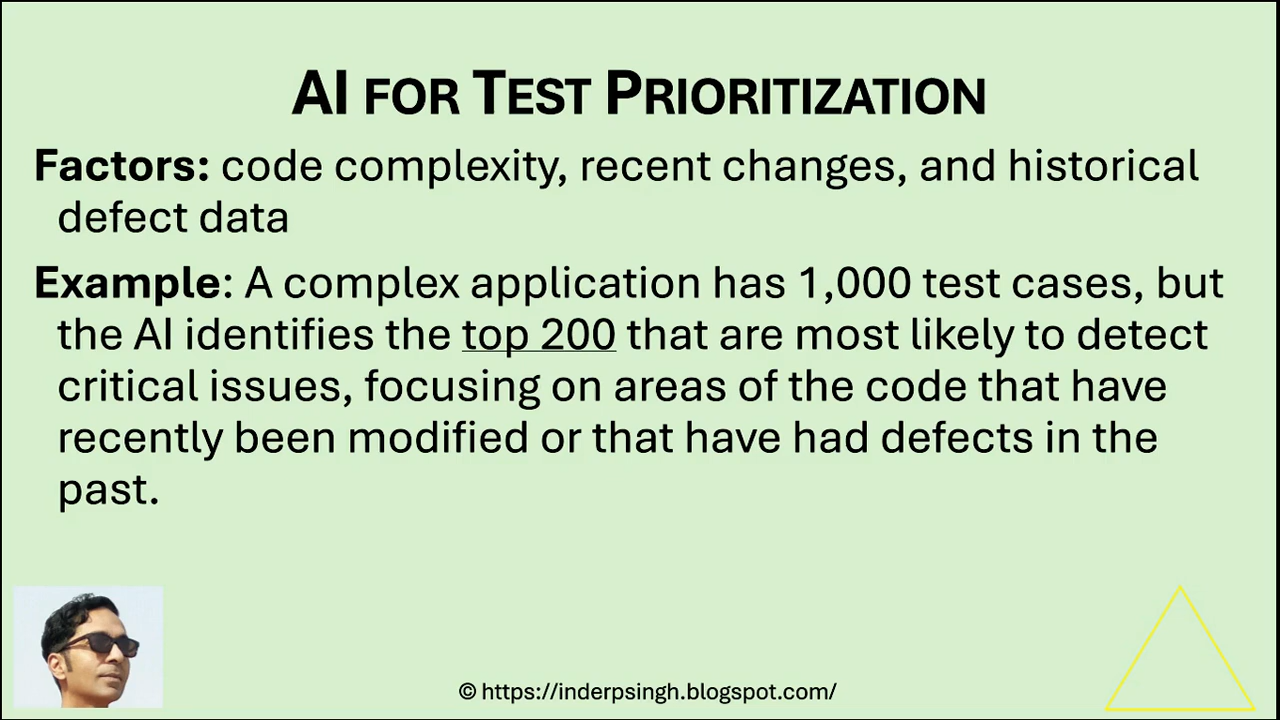 AI FOR TEST PRIORITIZATION
Factors: code complexity, recent changes, and historical
defect data
Example: A complex application has 1,000 test cases, but
the AI identifies the top 200 that are most likely to detect
critical issues, focusing on areas of the code that have
recently been modified or that have had defects in the
past.
© https://inderpsingh.blogspot.com/